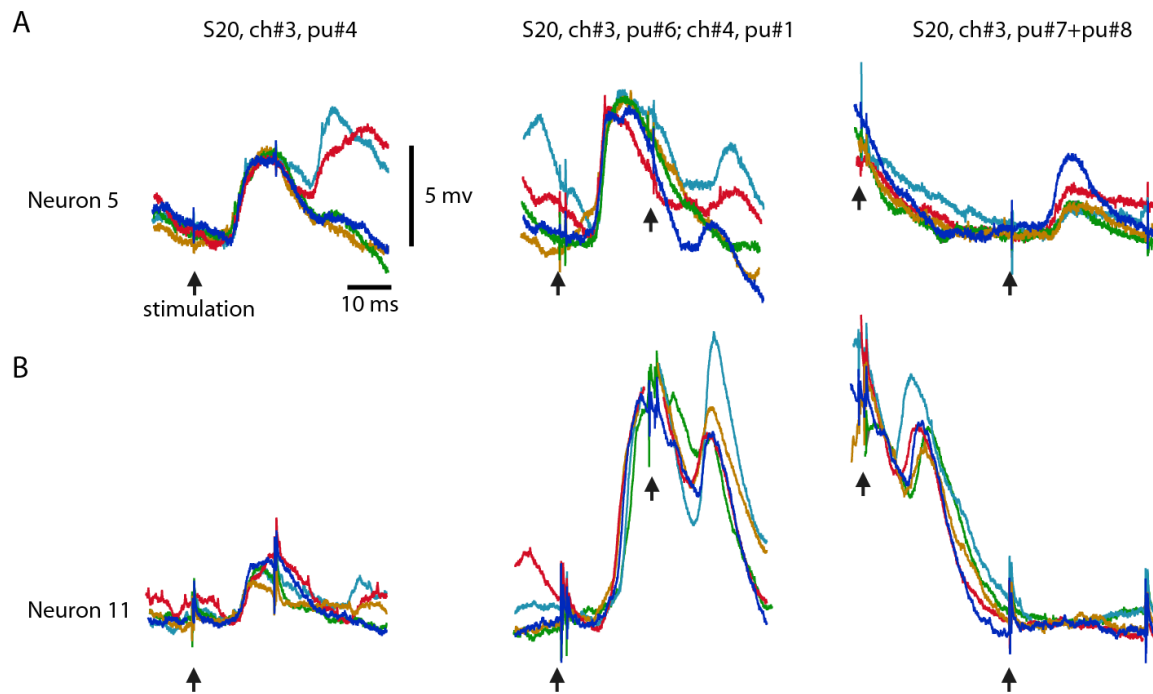 A
S20, ch#3, pu#4
S20, ch#3, pu#6; ch#4, pu#1
S20, ch#3, pu#7+pu#8
Neuron 5
5 mv
stimulation
10 ms
B
Neuron 11